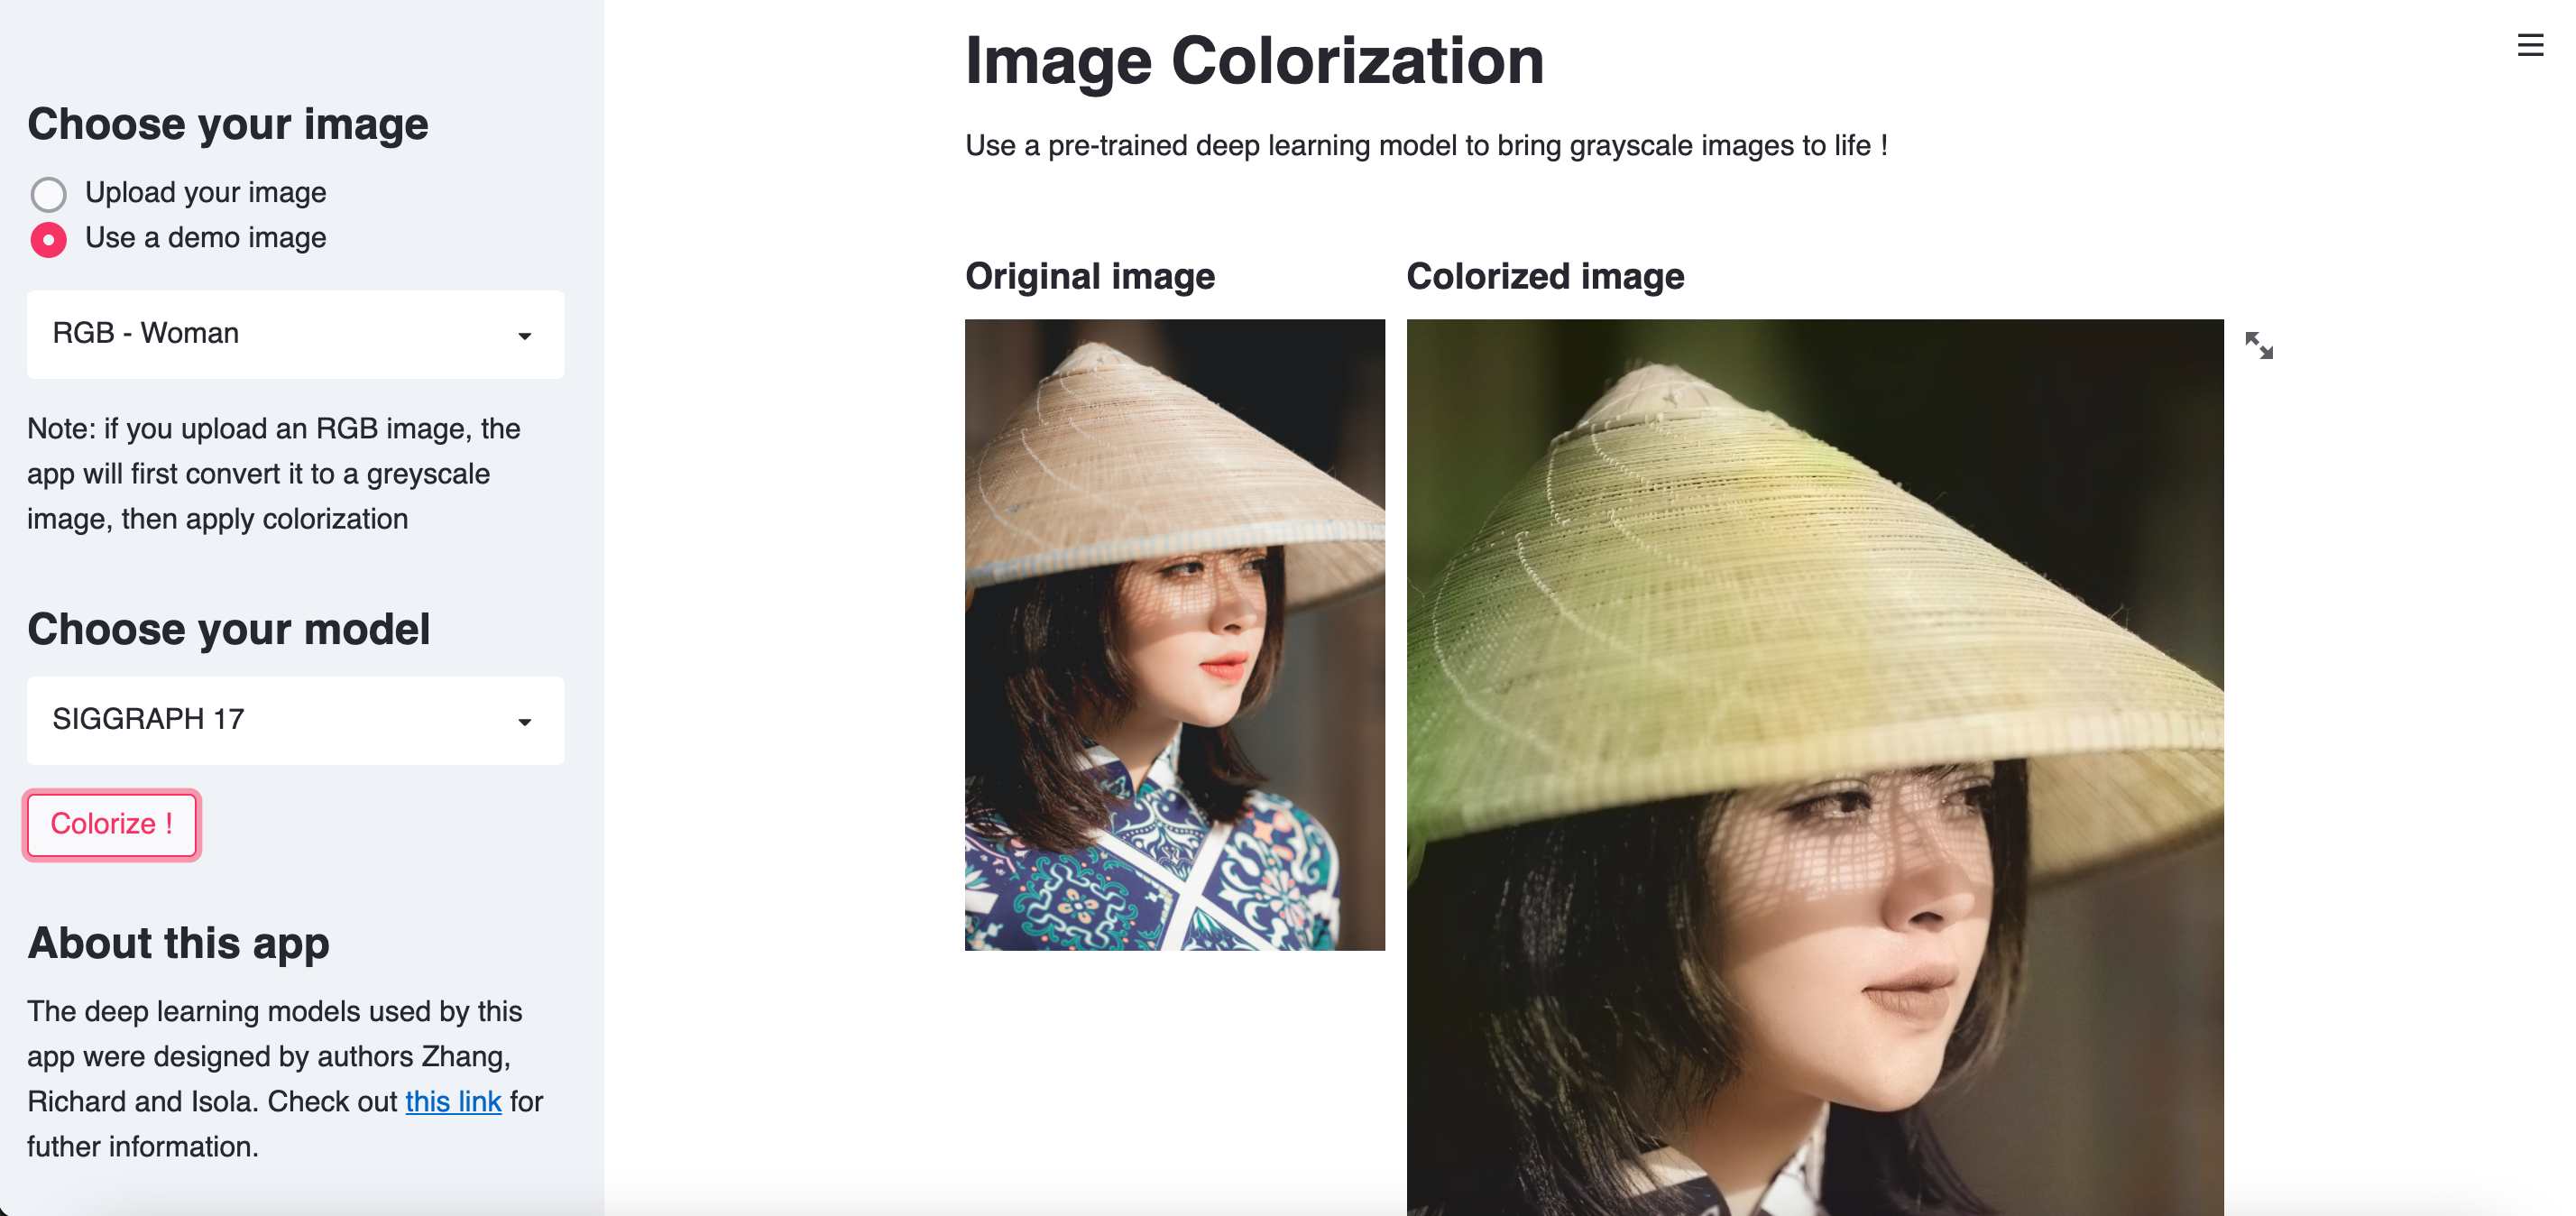 Choose your image
Upload your image
Use a demo image
RGB - Woman
Note: if you upload an RGB image, the
app will first convert it to a greyscale
image, then apply colorization
Choose your model
SIGGRAPH 17
Colorize !
About this app
The deep learning models used by this
app were designed by authors Zhang,
Richard and Isola. Check out this link for
futher information.
Image Colorization
Use a pre-trained deep learning model to bring grayscale images to life !
Original image
Colorized image